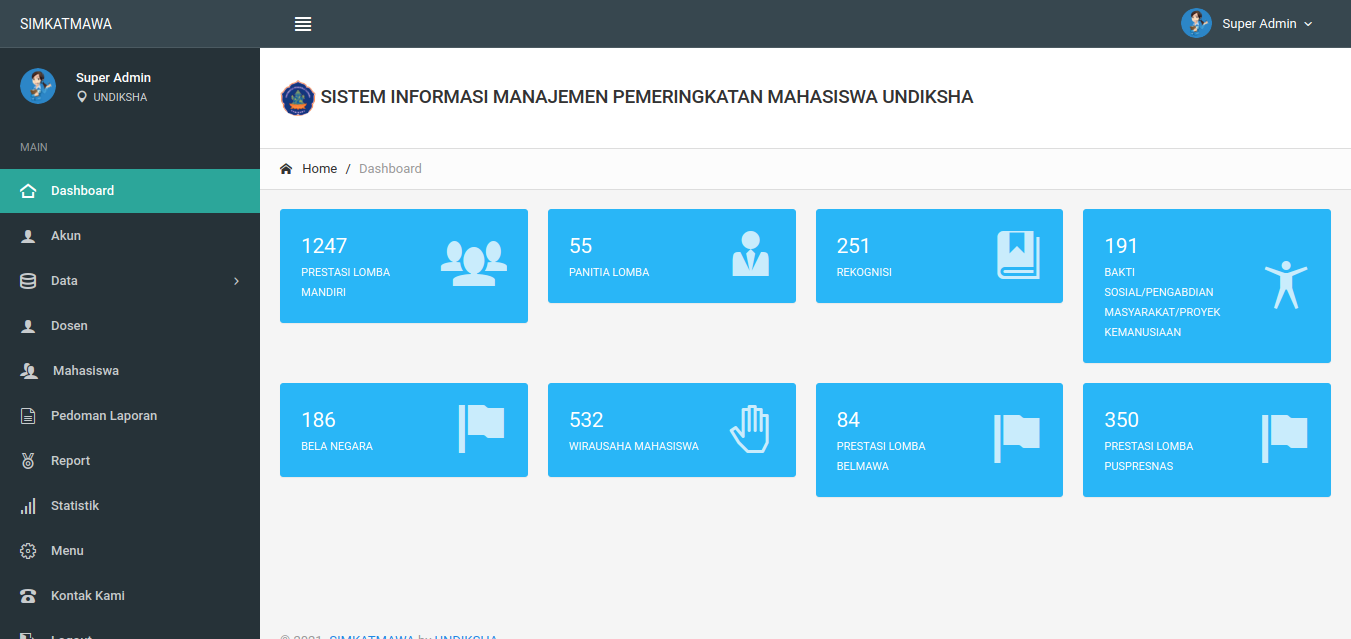 SIMKATMAWA
Super Admin
Super Admin
UNDIKSHA
MAIN
Dashboard
Akun
Data
Dosen
Mahasiswa
Pedoman Laporan
Report
Statistik
Menu
Kontak Kami
Logout
SISTEM INFORMASI MANAJEMEN PEMERINGKATAN MAHASISWA UNDIKSHA
Home / Dashboard
1247
PRESTASI LOMBA
MANDIRI
55
PANITIA LOMBA
251
REKOGNISI
191
BAKTI
SOSIAL/PENGABDIAN
MASYARAKAT/PROYEK
KEMANUSIAAN
186
BELA NEGARA
532
WIRAUSAHA MAHASISWA
84
PRESTASI LOMBA
BELMAWA
350
PRESTASI LOMBA
PUSPRESNAS
© 2021. SIMKATMAWA by UNDIKSHA